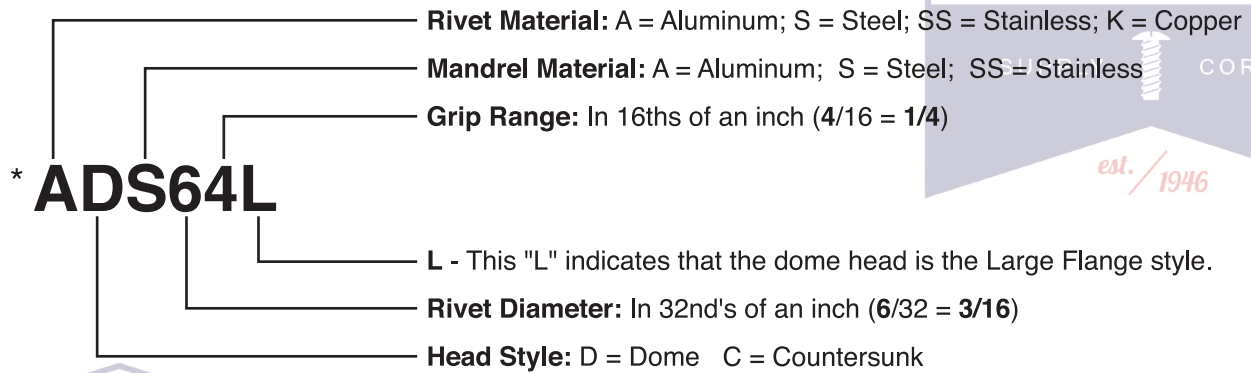 Rivet Material: A = Aluminum; S = Steel; SS = Stainless; K = Copper
Mandrel Material: A = Aluminum; S = Steel; SS = Stainless
COR
Grip Range: In 16ths of an inch (4/16 = 1/4)
est. / 1946
* ADS64L
L - This "L" indicates that the dome head is the Large Flange style.
Rivet Diameter: In 32nd's of an inch (6/32 = 3/16)
Head Style: D = Dome C = Countersunk